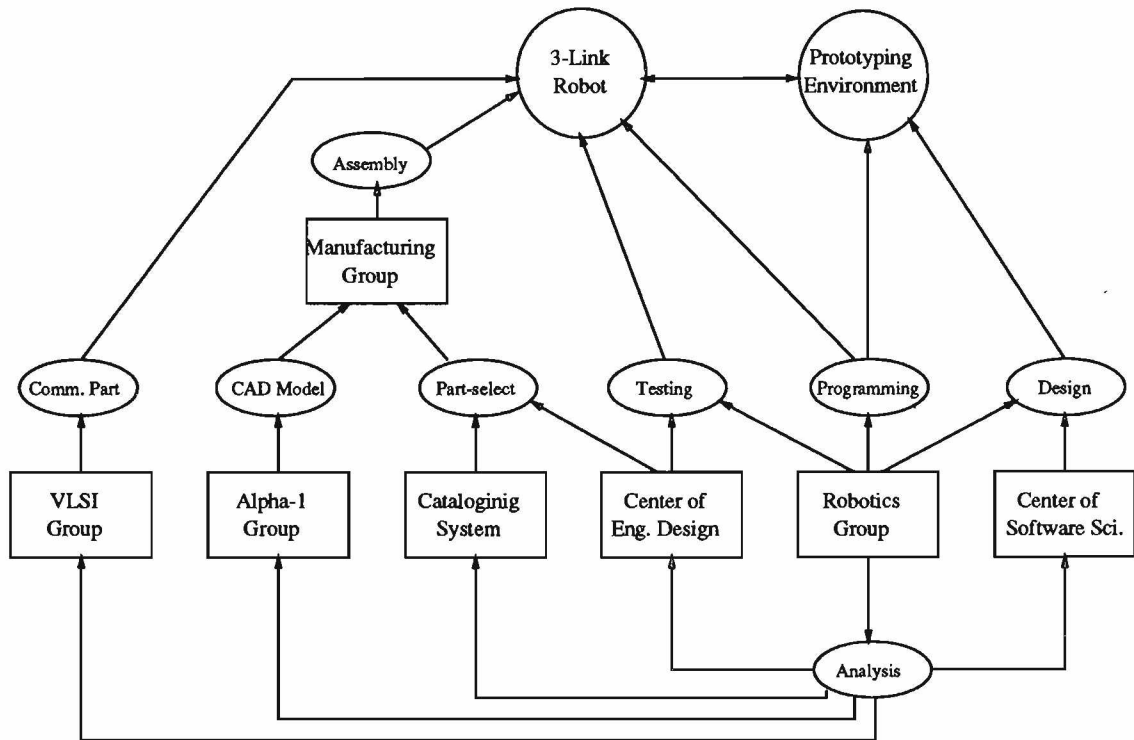 3-Link
Robot
Prototyping
Environment
Assembly
Manufacturing
Group
Comm. Part
CAD Model
Part-select
Testing
Programming
Design
VLSI
Group
Alpha-1
Group
Cataloginig
System
Center of
Eng. Design
Robotics
Group
Center of
Software Sci.
Analysis